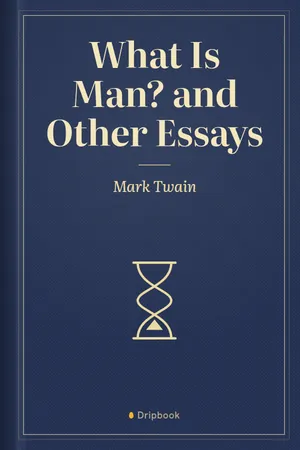 What Is
Man? and
Other Essays
Mark Twain
Dripbook